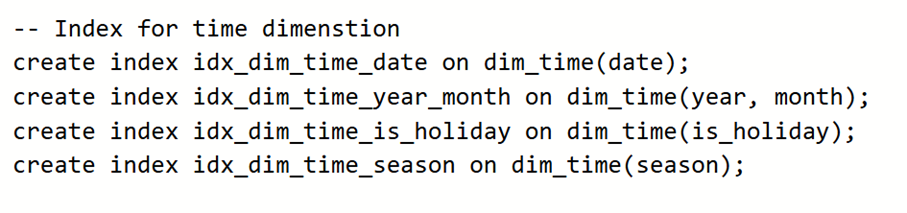 -- Index for time dimenstion
create index idx_dim_time_date on dim_time(date);
create index idx_dim_time_year_month on dim_time(year, month);
create index idx_dim_time_is_holiday on dim_time(is_holiday);
create index idx_dim_time_season on dim_time(season);